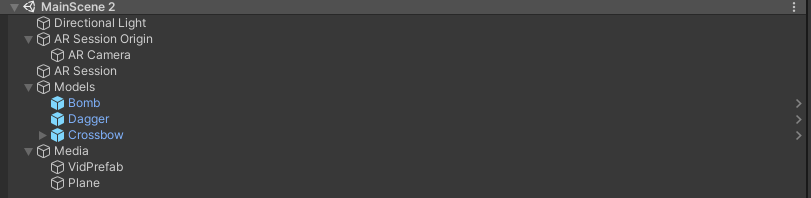 MainScene 2
Directional Light
AR Session Origin
AR Camera
AR Session
Models
Bomb
Dagger
Crossbow
Media
VidPrefab
Plane